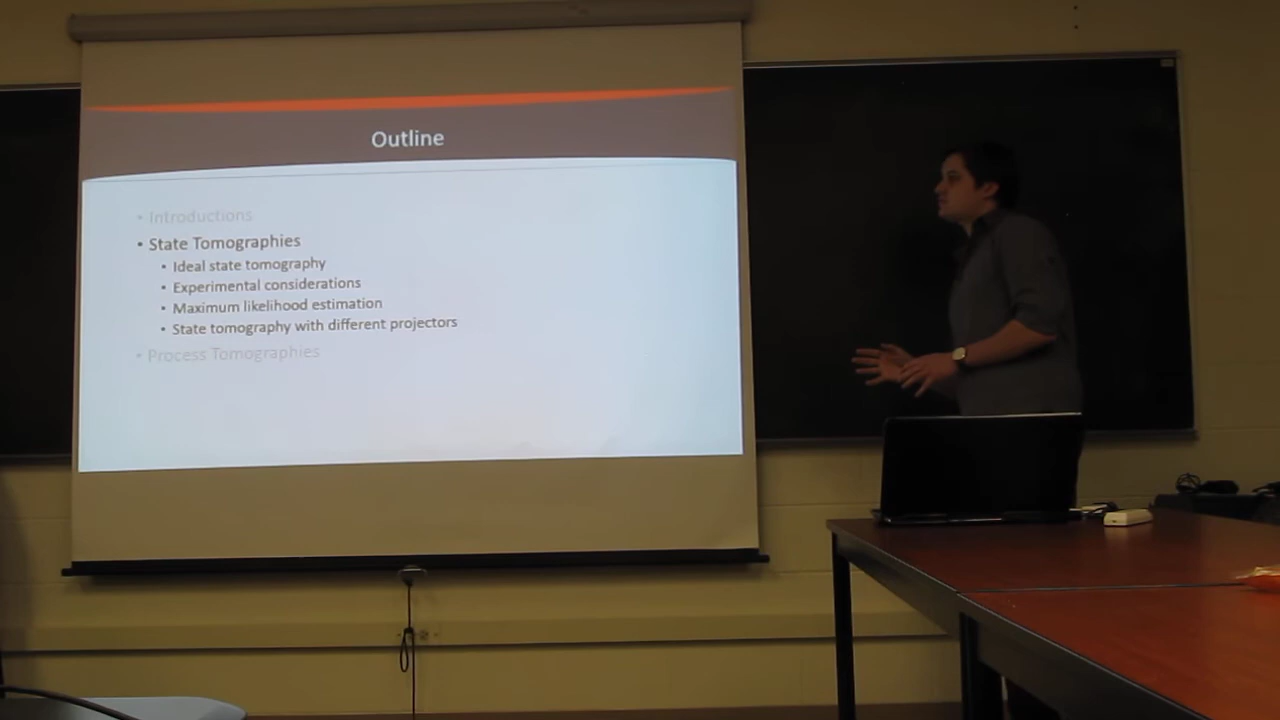 Outline
• Introductions
• State Tomographies
• Ideal state tomography
• Experimental considerations
• Maximum likelihood estimation
• State tomography with different projectors
• Process Tomographies